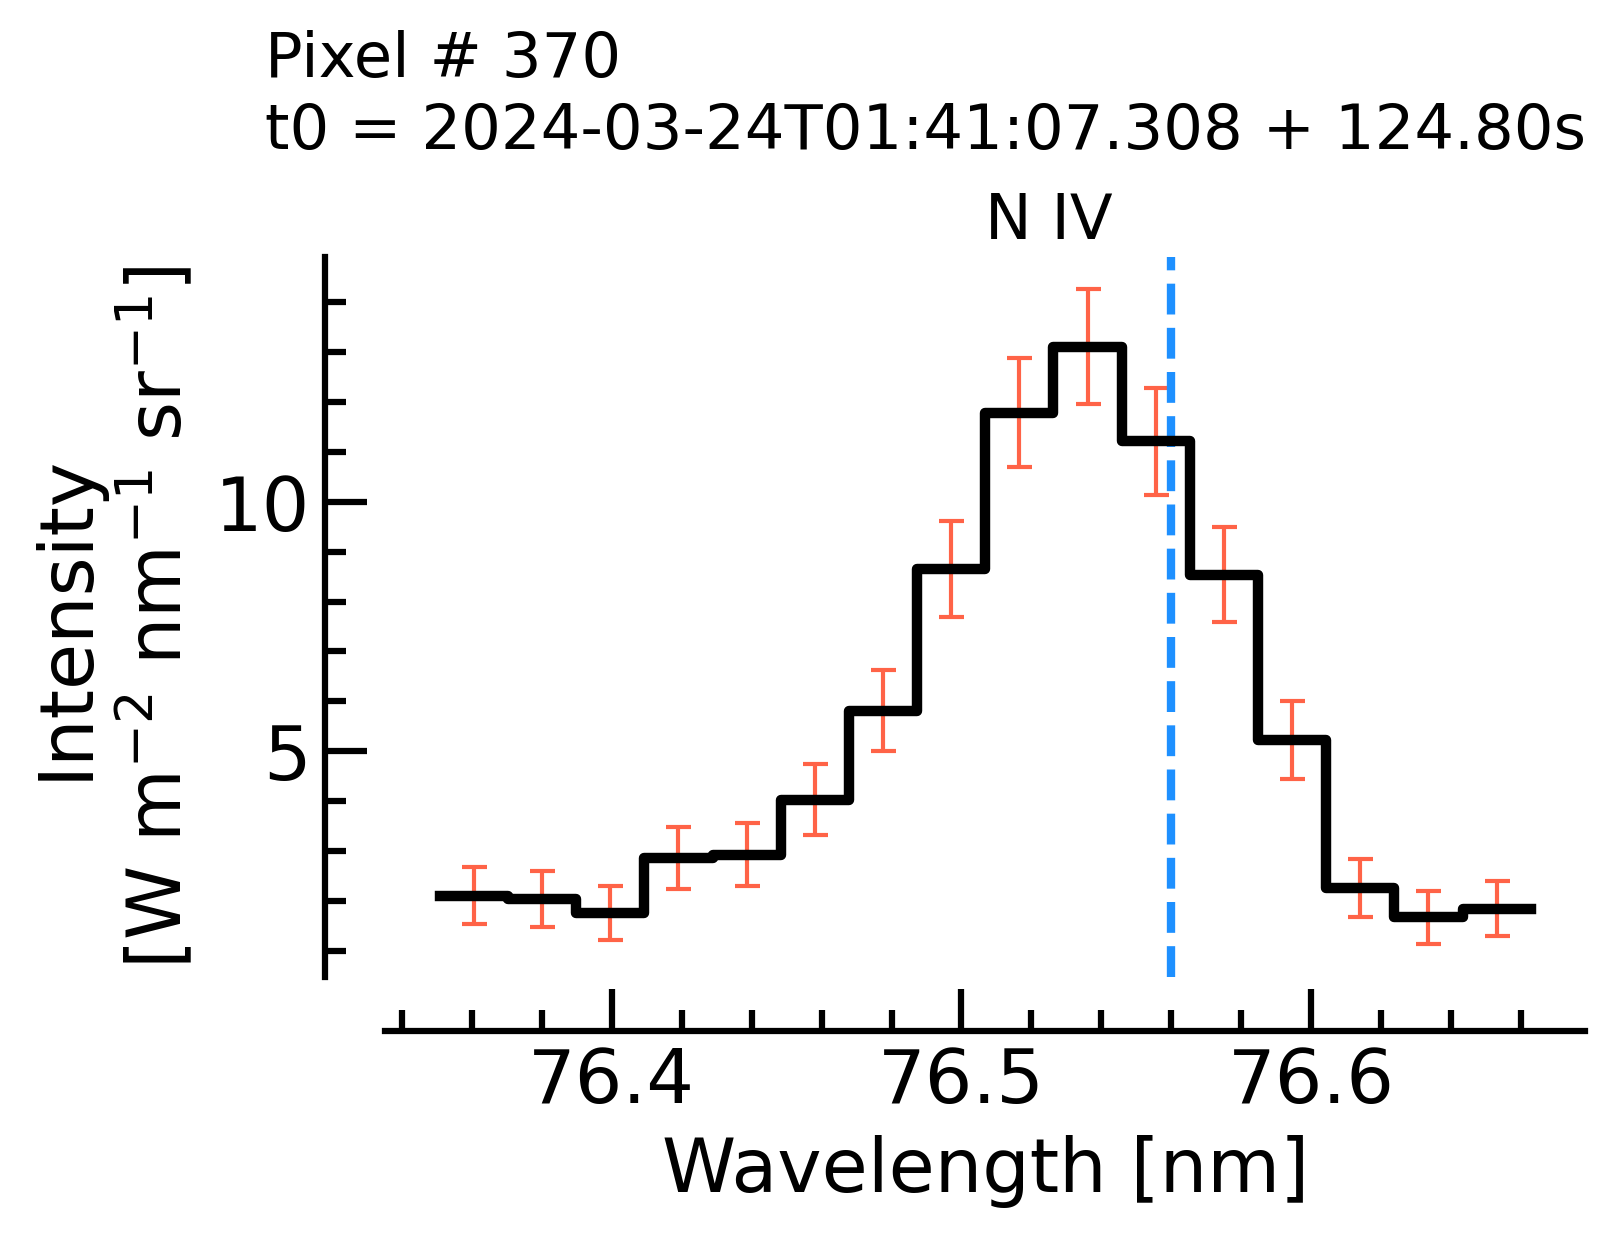 Pixel # 370
t0 = 2024-03-24T01:41:07.308 + 124.80s
N IV
Intensity
[W m⁻² nm⁻¹ sr⁻¹]
10
5
76.4 76.5 76.6
Wavelength [nm]